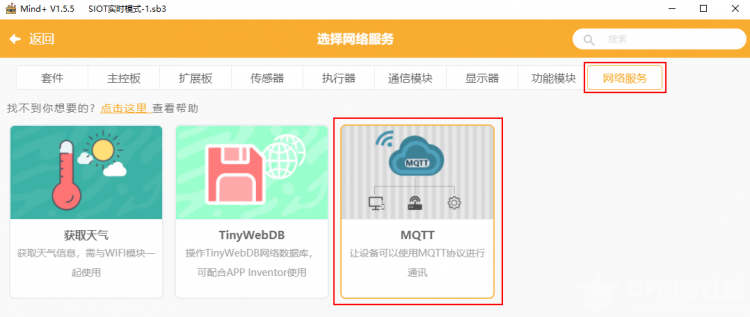 Mind+ V1.5.5 SIOT实时模式-1.sb3
返回 选择网络服务 搜索
套件 主控板 扩展板 传感器 执行器 通信模块 显示器 功能模块 网络服务
找不到你想要的? 点击这里 查看帮助
MQTT
获取天气 TinyWebDB MQTT
获取天气信息，需与WIFI模块一
起使用
操作TinyWebDB网络数据库，
可配合APP Inventor使用
让设备可以使用MQTT协议进行
通讯